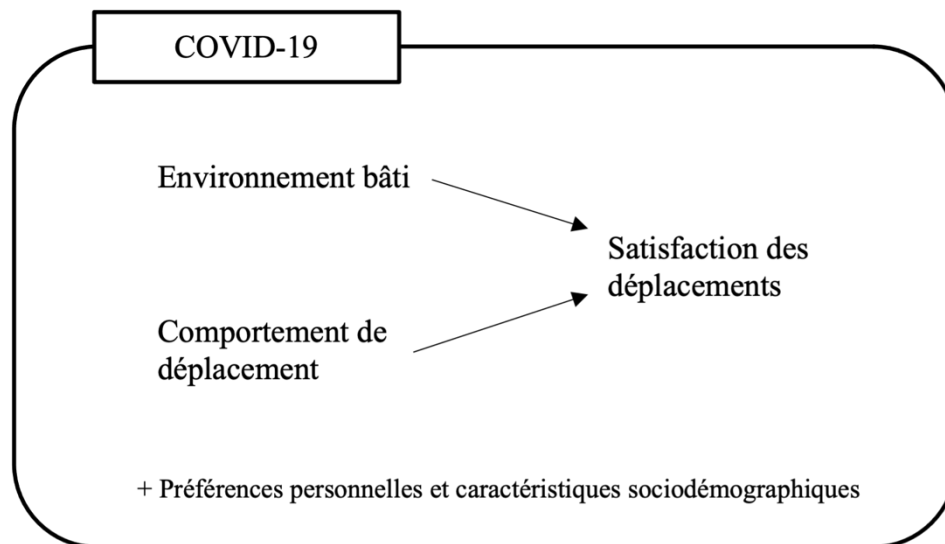 COVID-19
Environnement bâti
Satisfaction des
déplacements
Comportement de
déplacement
+ Préférences personnelles et caractéristiques sociodémographiques